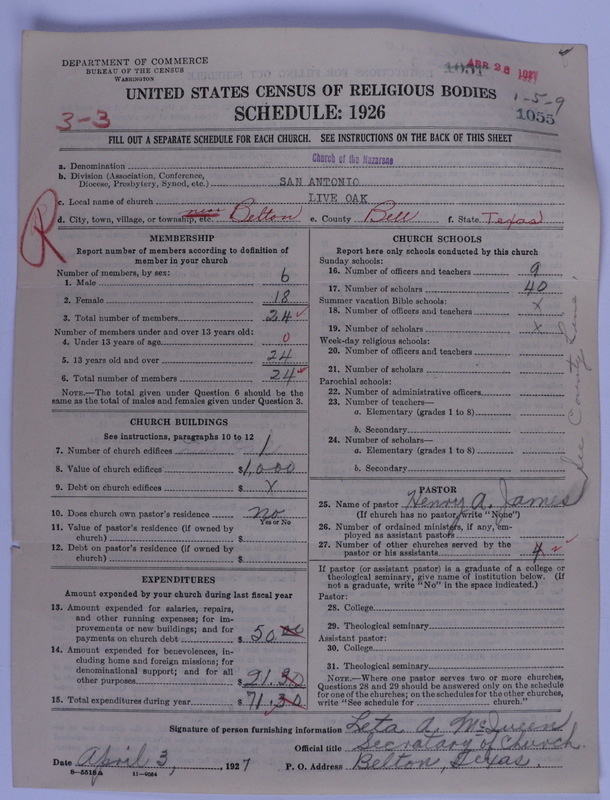 DEPARTMENT OF COMMERCE
BUREAU OF THE CENSUS
WASHINGTON
APR 28 1927
1051
UNITED STATES CENSUS OF RELIGIOUS BODIES
1-5-9
3-3
SCHEDULE: 1926
1055
FILL OUT A SEPARATE SCHEDULE FOR EACH CHURCH. SEE INSTRUCTIONS ON THE BACK OF THIS SHEET
a. Denomination Church of the Nazarene
b. Division (Association, Conference,
Diocese, Presbytery, Synod, etc.) SAN ANTONIO
c. Local name of church LIVE OAK
d. City, town, village, or township, etc. near Belton e. County Bell f. State Texas
R
MEMBERSHIP
Report number of members according to definition of
member in your church
Number of members, by sex:
1. Male 6
2. Female 18
3. Total number of members 24
Number of members under and over 13 years old:
4. Under 13 years of age 0
5. 13 years old and over 24
6. Total number of members 24
NOTE.—The total given under Question 6 should be
same as the total of males and females given under Question 3.
CHURCH BUILDINGS
See instructions, paragraphs 10 to 12
7. Number of church edifices 1
8. Value of church edifices $1,000
9. Debt on church edifices $ X
10. Does church own pastor's residence No
Yes or No
11. Value of pastor's residence (if owned by
church) $
12. Debt on pastor's residence (if owned by
church) $
EXPENDITURES
Amount expended by your church during last fiscal year
13. Amount expended for salaries, repairs,
and other running expenses; for im-
provements or new buildings; and for
payments on church debt $ 50.00
14. Amount expended for benevolences, in-
cluding home and foreign missions; for
denominational support; and for all
other purposes $ 91.30
15. Total expenditures during year $ 71.30
CHURCH SCHOOLS
Report here only schools conducted by this church
Sunday schools:
16. Number of officers and teachers 9
17. Number of scholars 40
Summer vacation Bible schools:
18. Number of officers and teachers X
19. Number of scholars X
Week-day religious schools:
20. Number of officers and teachers
21. Number of scholars
Parochial schools:
22. Number of administrative officers
23. Number of teachers—
a. Elementary (grades 1 to 8)
b. Secondary
24. Number of scholars—
a. Elementary (grades 1 to 8)
b. Secondary
See County Line.
PASTOR
25. Name of pastor Henry A. James
(If church has no pastor, write "None")
26. Number of ordained ministers, if any, em-
ployed as assistant pastors
27. Number of other churches served by the
pastor or his assistants 4
If pastor (or assistant pastor) is a graduate of a college or
theological seminary, give name of institution below. (If
not a graduate, write "No" in the space indicated.)
Pastor:
28. College
29. Theological seminary
Assistant pastor:
30. College
31. Theological seminary
NOTE.—Where one pastor serves two or more churches,
Questions 28 and 29 should be answered only on the schedule
for one of the churches; on the schedules for the other churches,
write "See schedule for church."
Signature of person furnishing information Leta A. McQueen
Official title Secratary of Church.
Date April 3, 1927 P. O. Address Belton, Texas.
8—5518a 11—9054